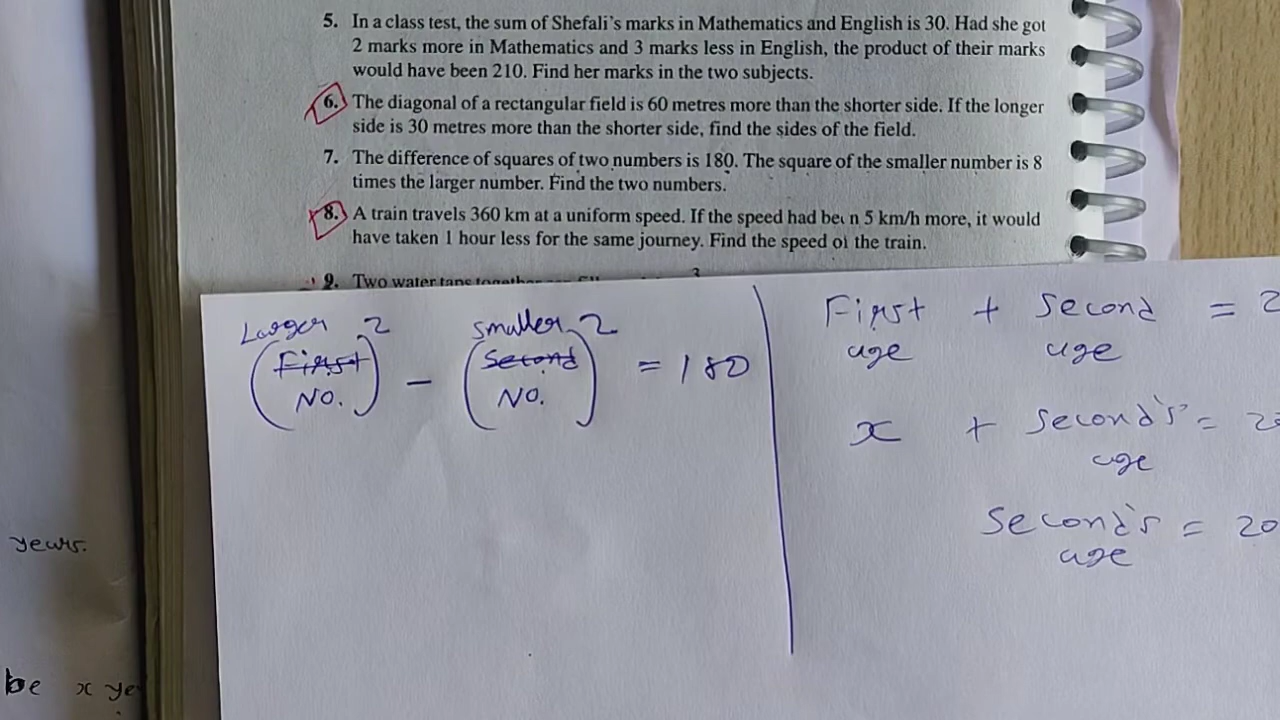 5. In a class test, the sum of Shefali's marks in Mathematics and English is 30. Had she got
2 marks more in Mathematics and 3 marks less in English, the product of their marks
would have been 210. Find her marks in the two subjects.
6. The diagonal of a rectangular field is 60 metres more than the shorter side. If the longer
side is 30 metres more than the shorter side, find the sides of the field.
7. The difference of squares of two numbers is 180. The square of the smaller number is 8
times the larger number. Find the two numbers.
8. A train travels 360 km at a uniform speed. If the speed had been 5 km/h more, it would
have taken 1 hour less for the same journey. Find the speed of the train.
9. Two water taps together
Larger 2 smaller 2
(First No.) − (Second No.) = 180
First age + Second age = 2
x + Second's age = 20
Second's age = 20
years.
be x ye